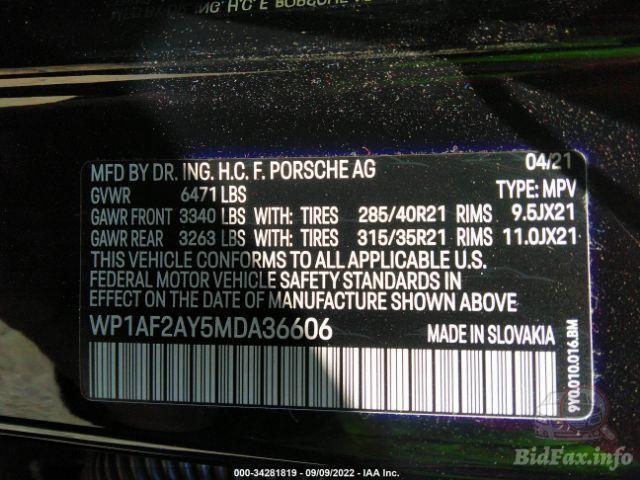 MFD BY DR. ING. H.C. F. PORSCHE AG 04/21
GVWR 6471 LBS TYPE: MPV
GAWR FRONT 3340 LBS WITH: TIRES 285/40R21 RIMS 9.5JX21
GAWR REAR 3263 LBS WITH: TIRES 315/35R21 RIMS 11.0JX21
THIS VEHICLE CONFORMS TO ALL APPLICABLE U.S.
FEDERAL MOTOR VEHICLE SAFETY STANDARDS IN
EFFECT ON THE DATE OF MANUFACTURE SHOWN ABOVE
WP1AF2AY5MDA36606 MADE IN SLOVAKIA
9Y0.010.016.BM
BidFax.info
000-34281819 - 09/09/2022 - IAA Inc.